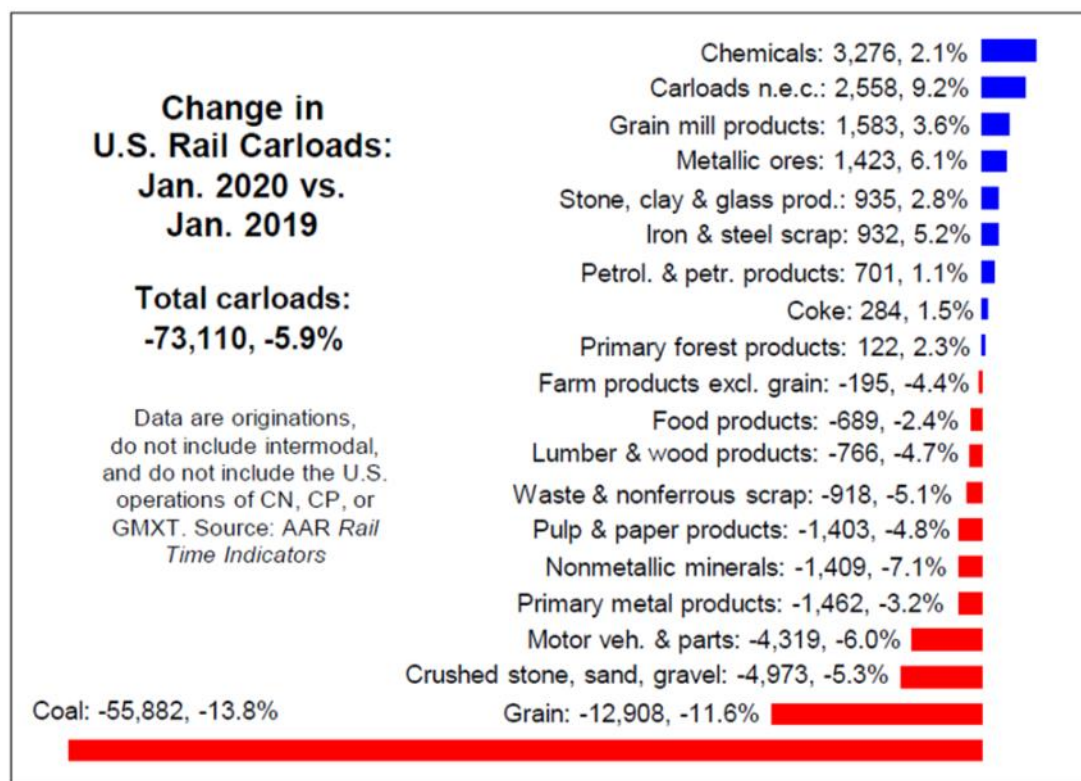 Change in
U.S. Rail Carloads:
Jan. 2020 vs.
Jan. 2019
Total carloads:
-73,110, -5.9%
Data are originations,
do not include intermodal,
and do not include the U.S.
operations of CN, CP, or
GMXT. Source: AAR Rail
Time Indicators
Chemicals: 3,276, 2.1%
Carloads n.e.c.: 2,558, 9.2%
Grain mill products: 1,583, 3.6%
Metallic ores: 1,423, 6.1%
Stone, clay & glass prod.: 935, 2.8%
Iron & steel scrap: 932, 5.2%
Petrol. & petr. products: 701, 1.1%
Coke: 284, 1.5%
Primary forest products: 122, 2.3%
Farm products excl. grain: -195, -4.4%
Food products: -689, -2.4%
Lumber & wood products: -766, -4.7%
Waste & nonferrous scrap: -918, -5.1%
Pulp & paper products: -1,403, -4.8%
Nonmetallic minerals: -1,409, -7.1%
Primary metal products: -1,462, -3.2%
Motor veh. & parts: -4,319, -6.0%
Crushed stone, sand, gravel: -4,973, -5.3%
Grain: -12,908, -11.6%
Coal: -55,882, -13.8%